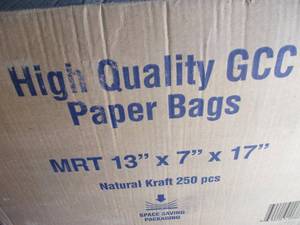 High Quality GCC
Paper Bags
MRT 13” x 7” x 17”
Natural Kraft 250 pcs
SPACE SAVING
PACKAGING